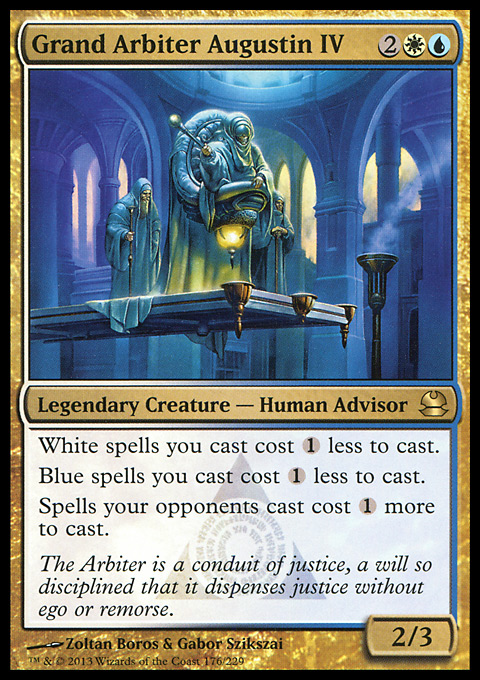 Grand Arbiter Augustin IV 2
Legendary Creature — Human Advisor
White spells you cast cost 1 less to cast.
Blue spells you cast cost 1 less to cast.
Spells your opponents cast cost 1 more
to cast.
The Arbiter is a conduit of justice, a will so
disciplined that it dispenses justice without
ego or remorse.
Zoltan Boros & Gabor Szikszai
2/3
™ & © 2013 Wizards of the Coast 176/229